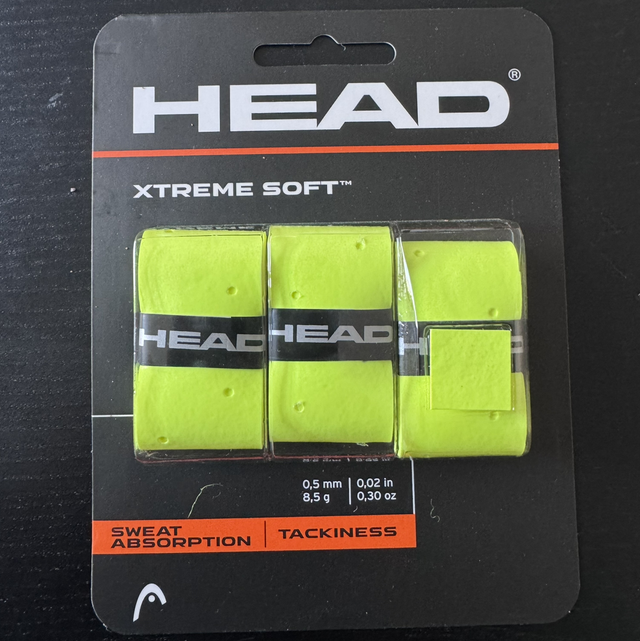 HEAD®
XTREME SOFT™
HEAD
HEAD
0,5 mm | 0,02 in
8,5 g | 0,30 oz
SWEAT ABSORPTION | TACKINESS